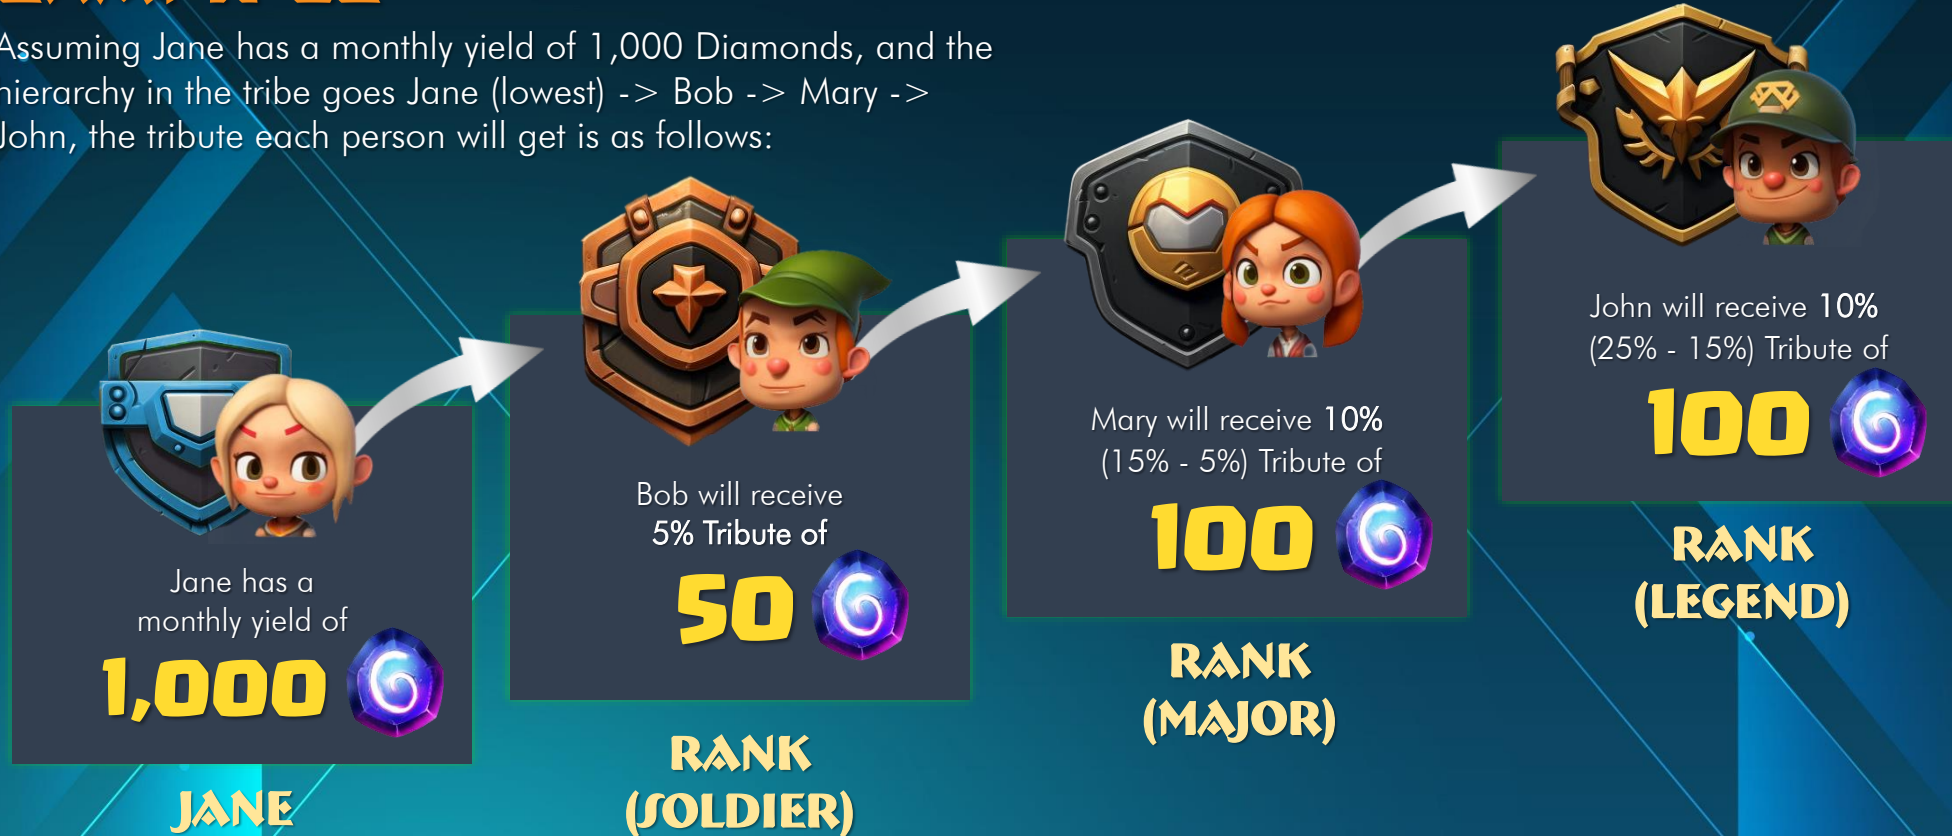 Assuming Jane has a monthly yield of 1,000 Diamonds, and the
hierarchy in the tribe goes Jane (lowest) -> Bob -> Mary ->
John, the tribute each person will get is as follows:
Jane has a
monthly yield of
1,000
JANE
Bob will receive
5% Tribute of
50
RANK
(SOLDIER)
Mary will receive 10%
(15% - 5%) Tribute of
100
RANK
(MAJOR)
John will receive 10%
(25% - 15%) Tribute of
100
RANK
(LEGEND)